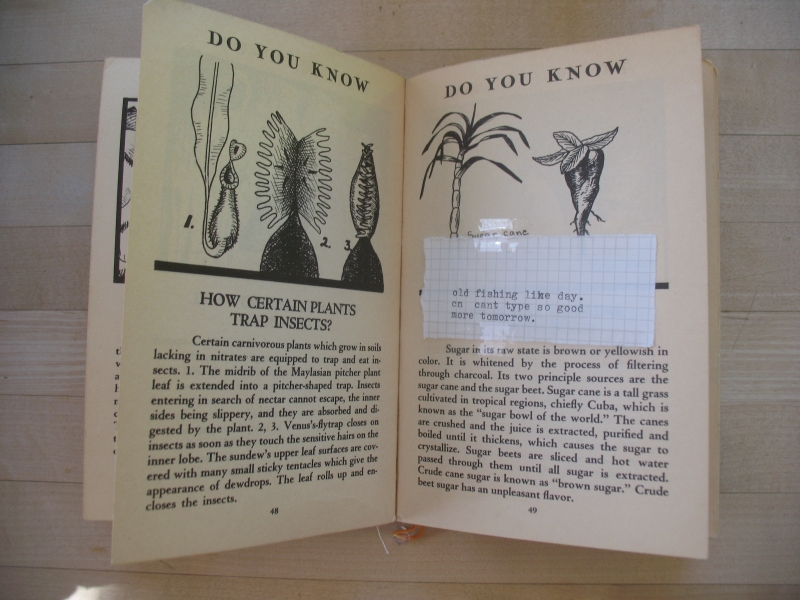 DO YOU KNOW
1.
2.
3.
HOW CERTAIN PLANTS
TRAP INSECTS?
Certain carnivorous plants which grow in soils
lacking in nitrates are equipped to trap and eat in-
sects. 1. The midrib of the Maylasian pitcher plant
leaf is extended into a pitcher-shaped trap. Insects
entering in search of nectar cannot escape, the inner
sides being slippery, and they are absorbed and di-
gested by the plant. 2, 3. Venus's-flytrap closes on
insects as soon as they touch the sensitive hairs on the
inner lobe. The sundew's upper leaf surfaces are cov-
ered with many small sticky tentacles which give the
appearance of dewdrops. The leaf rolls up and en-
closes the insects.
48
DO YOU KNOW
Sugar cane
old fishing like day.
cn cant type so good
more tomorrow.
Sugar in its raw state is brown or yellowish in
color. It is whitened by the process of filtering
through charcoal. Its two principle sources are the
sugar cane and the sugar beet. Sugar cane is a tall grass
cultivated in tropical regions, chiefly Cuba, which is
known as the "sugar bowl of the world." The canes
are crushed and the juice is extracted, purified and
boiled until it thickens, which causes the sugar to
crystallize. Sugar beets are sliced and hot water
passed through them until all sugar is extracted.
Crude cane sugar is known as "brown sugar." Crude
beet sugar has an unpleasant flavor.
49